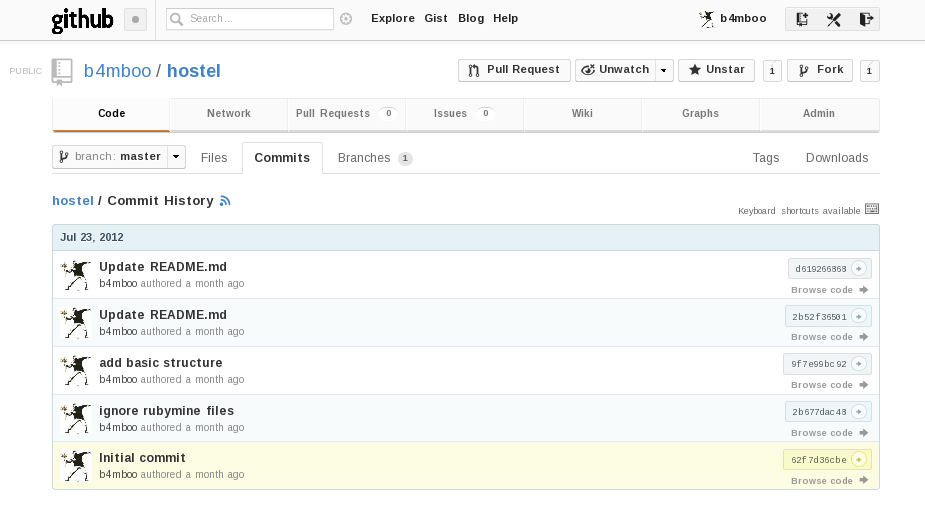 github Search... Explore Gist Blog Help b4mboo
PUBLIC b4mboo / hostel Pull Request Unwatch Unstar 1 Fork 1
Code Network Pull Requests 0 Issues 0 Wiki Graphs Admin
branch: master Files Commits Branches 1 Tags Downloads
hostel / Commit History
Keyboard shortcuts available
Jul 23, 2012
Update README.md d619266868
b4mboo authored a month ago Browse code
Update README.md 2b52f36501
b4mboo authored a month ago Browse code
add basic structure 9f7e99bc92
b4mboo authored a month ago Browse code
ignore rubymine files 2b677dac48
b4mboo authored a month ago Browse code
Initial commit 62f7d36cbe
b4mboo authored a month ago Browse code